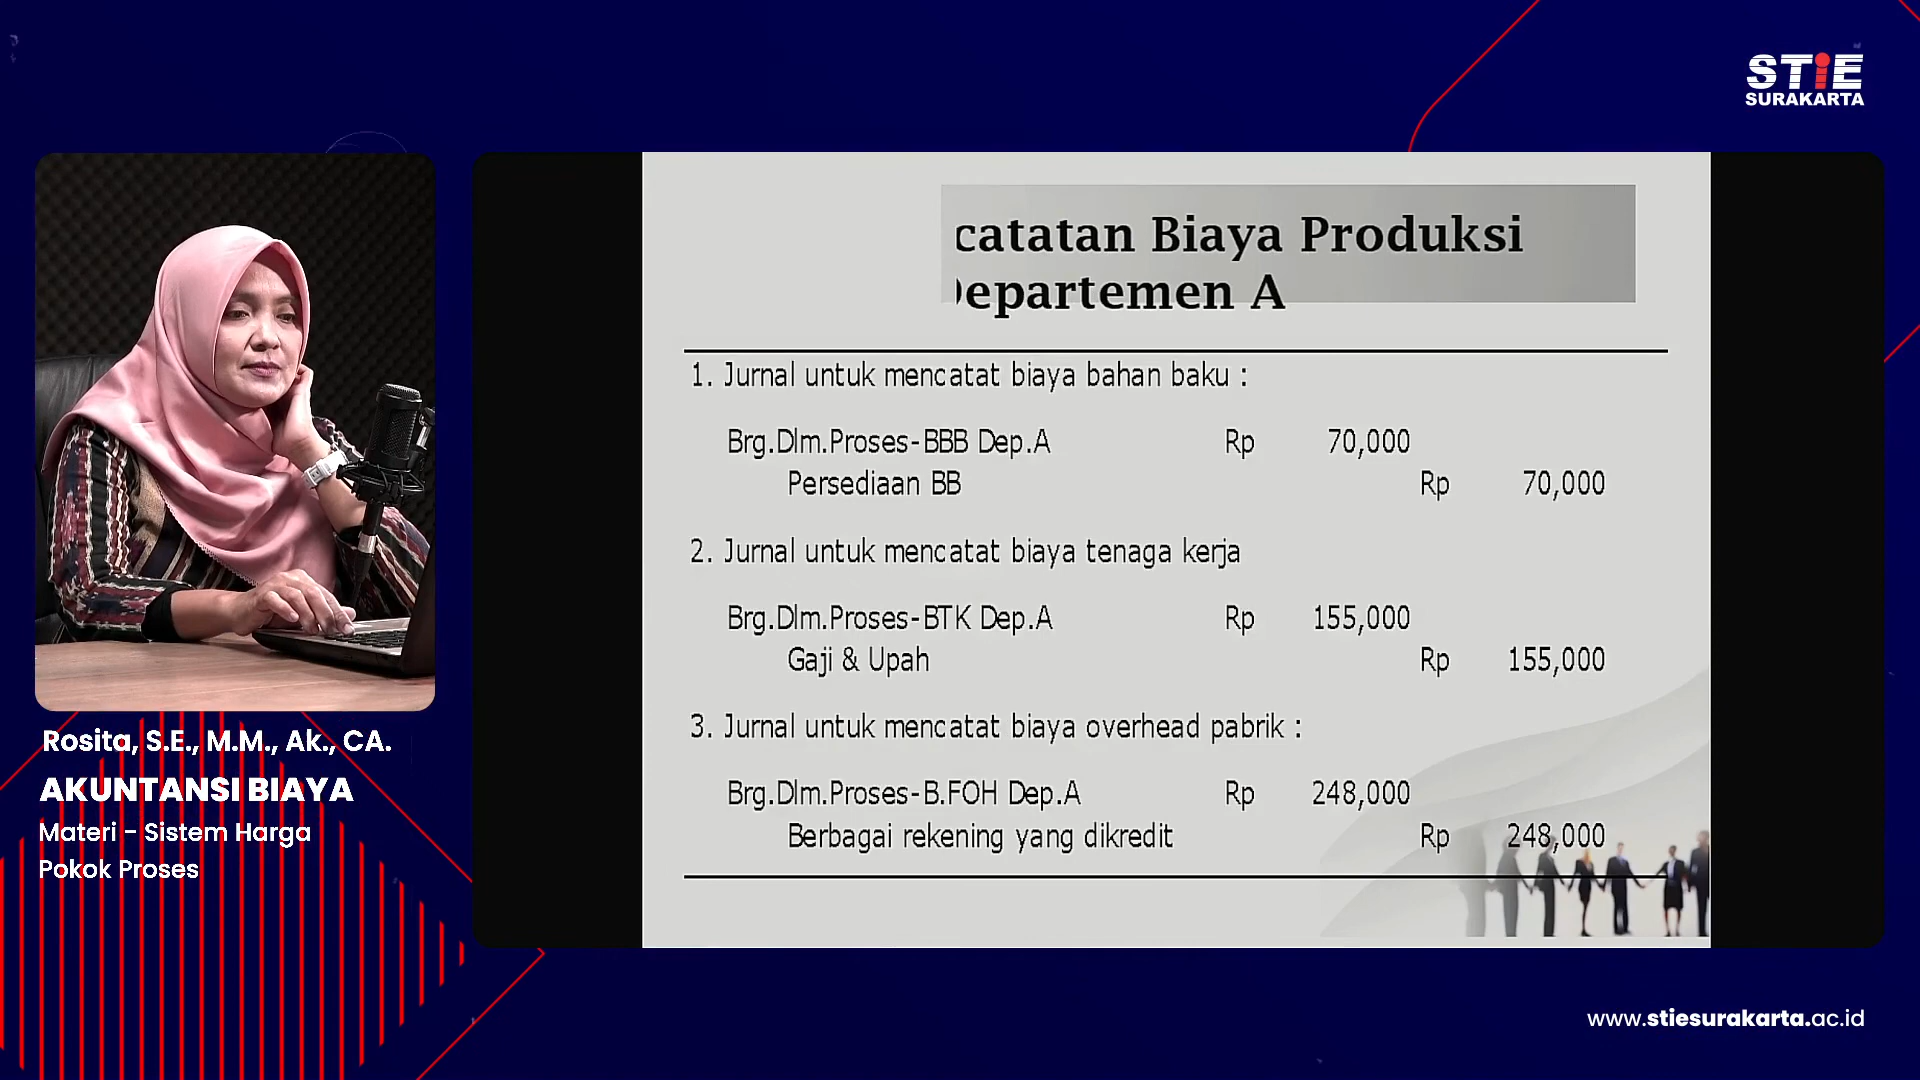 STiE
SURAKARTA
catatan Biaya Produksi
Departemen A
1. Jurnal untuk mencatat biaya bahan baku :
Brg.Dlm.Proses-BBB Dep.A Rp 70,000
Persediaan BB Rp 70,000
2. Jurnal untuk mencatat biaya tenaga kerja
Brg.Dlm.Proses-BTK Dep.A Rp 155,000
Gaji & Upah Rp 155,000
3. Jurnal untuk mencatat biaya overhead pabrik :
Brg.Dlm.Proses-B.FOH Dep.A Rp 248,000
Berbagai rekening yang dikredit Rp 248,000
Rosita, S.E., M.M., Ak., CA.
AKUNTANSI BIAYA
Materi - Sistem Harga
Pokok Proses
www.stiesurakarta.ac.id